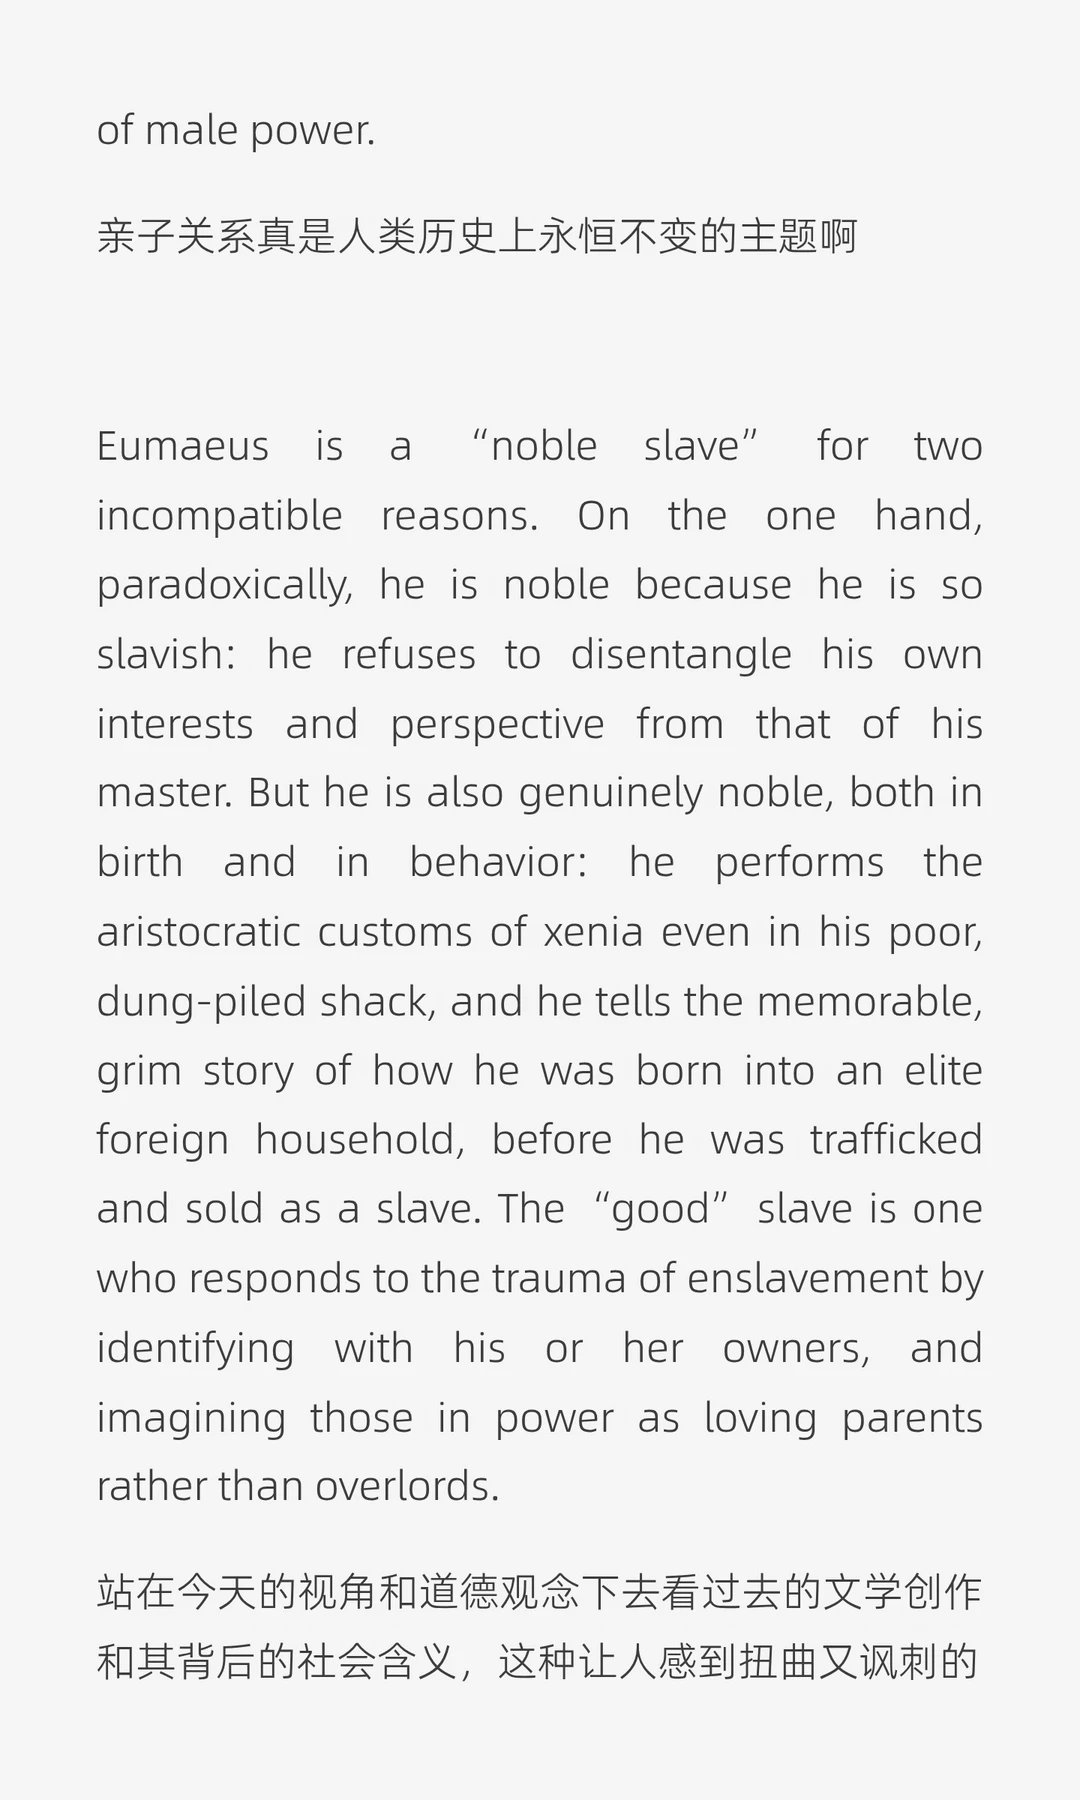 of male power.
亲子关系真是人类历史上永恒不变的主题啊
Eumaeus is a “noble slave” for two
incompatible reasons. On the one hand,
paradoxically, he is noble because he is so
slavish: he refuses to disentangle his own
interests and perspective from that of his
master. But he is also genuinely noble, both in
birth and in behavior: he performs the
aristocratic customs of xenia even in his poor,
dung-piled shack, and he tells the memorable,
grim story of how he was born into an elite
foreign household, before he was trafficked
and sold as a slave. The “good” slave is one
who responds to the trauma of enslavement by
identifying with his or her owners, and
imagining those in power as loving parents
rather than overlords.
站在今天的视角和道德观念下去看过去的文学创作
和其背后的社会含义，这种让人感到扭曲又讽刺的